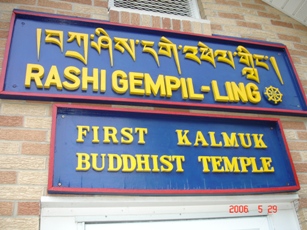 ༄།བཀྲ་ཤིས་དགེ་འཕེལ་གླིང་།
RASHI GEMPIL-LING
FIRST KALMUK
BUDDHIST TEMPLE
2006 5 29